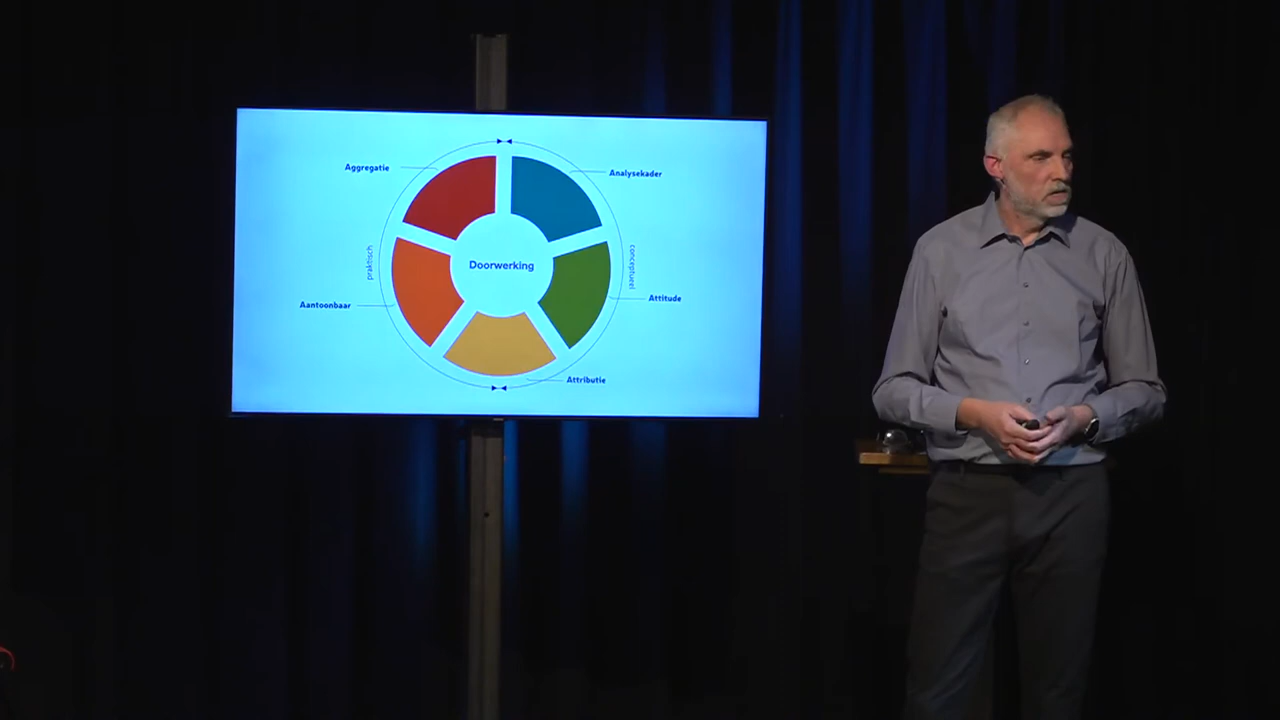 Aggregatie
Analysekader
praktisch
Doorwerking
conceptueel
Aantoonbaar
Attitude
Attributie